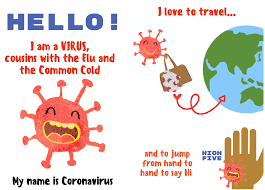 HELLO!
I am a VIRUS,
cousins with the Flu and
the Common Cold
My name is Coronavirus
I love to travel...
and to jump
from hand to
hand to say Hi
HIGH
FIVE